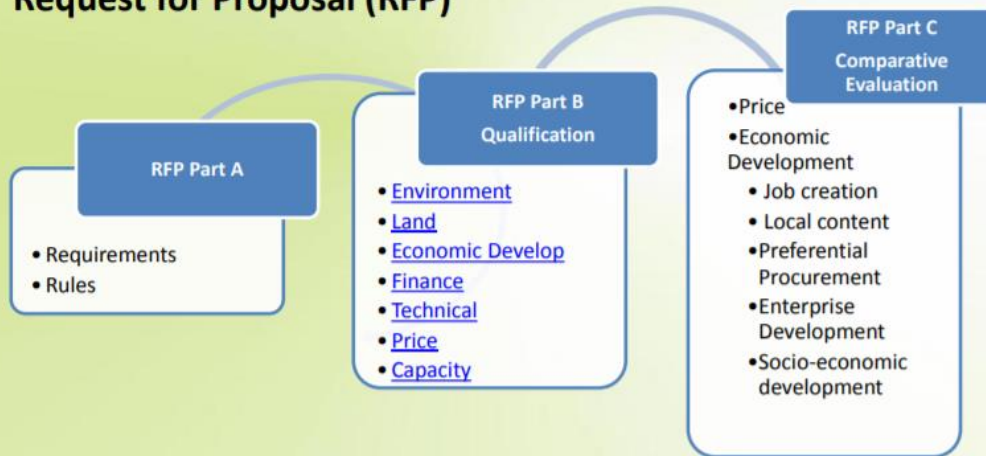 Request for Proposal (RFP)
RFP Part A
• Requirements
• Rules
RFP Part B
Qualification
• Environment
• Land
• Economic Develop
• Finance
• Technical
• Price
• Capacity
RFP Part C
Comparative
Evaluation
•Price
•Economic
Development
• Job creation
• Local content
•Preferential
Procurement
•Enterprise
Development
•Socio-economic
development